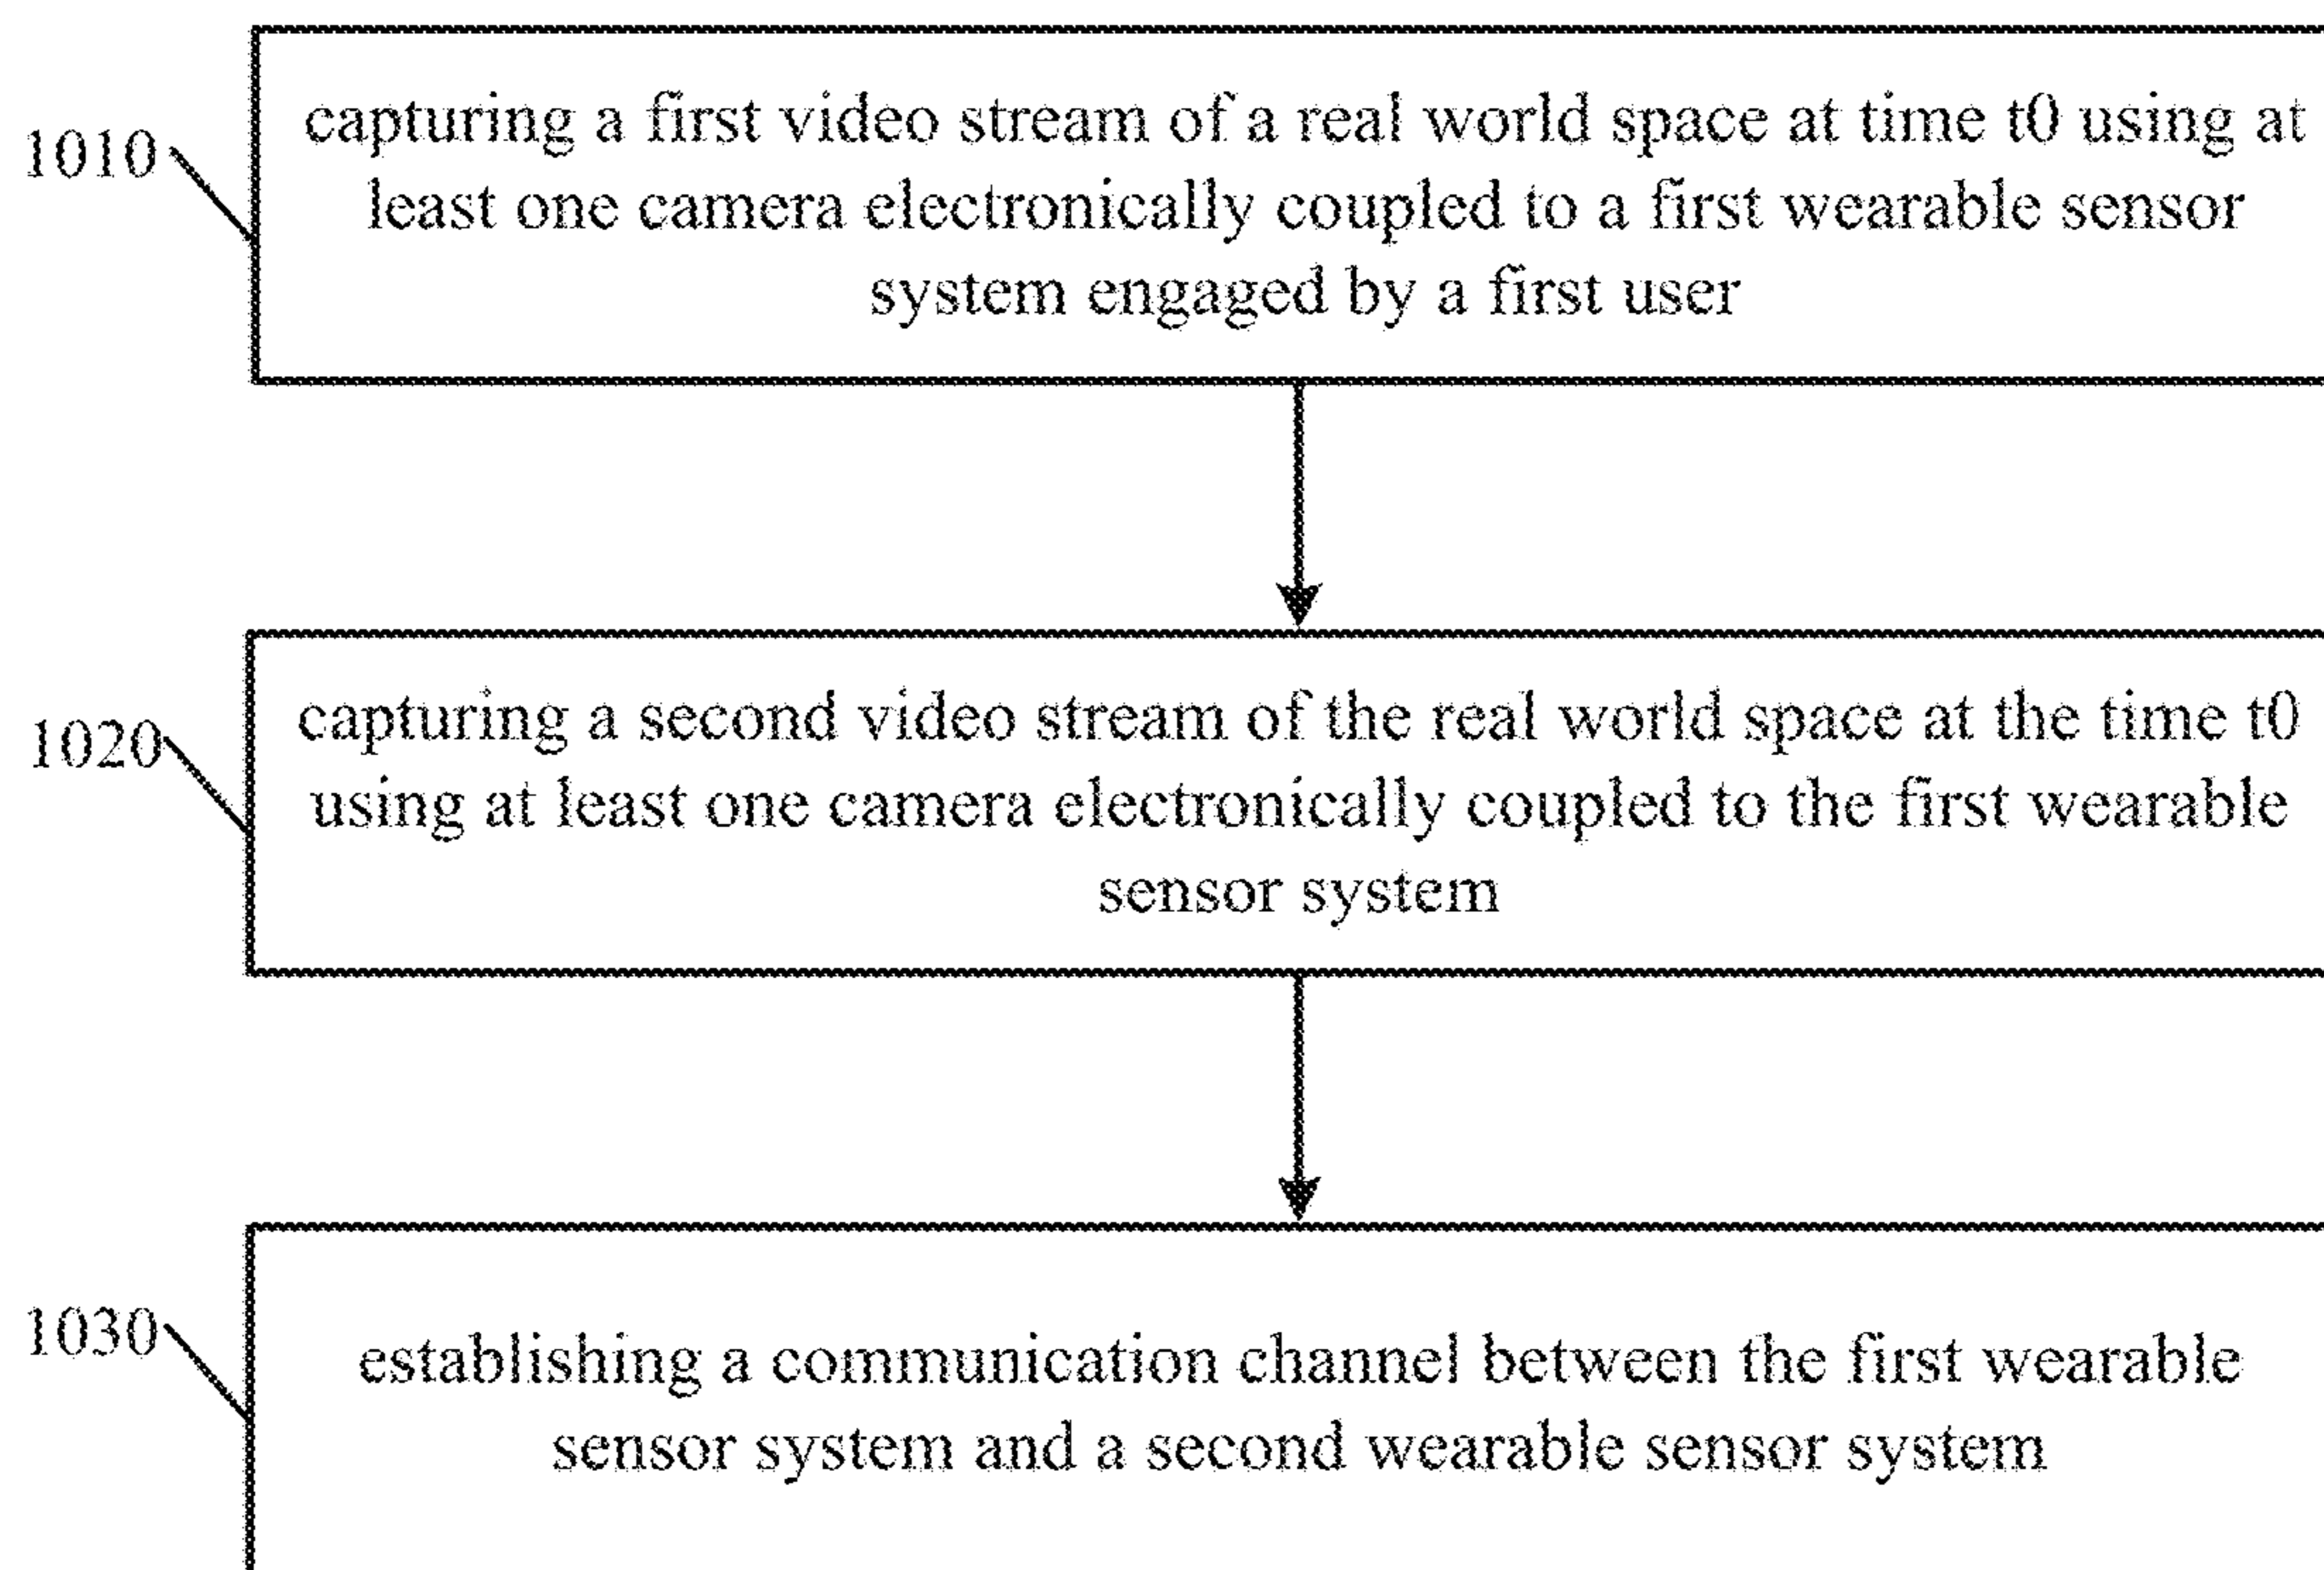 1010
capturing a first video stream of a real world space at time t0 using at
least one camera electronically coupled to a first wearable sensor
system engaged by a first user
1020
capturing a second video stream of the real world space at the time t0
using at least one camera electronically coupled to the first wearable
sensor system
1030
establishing a communication channel between the first wearable
sensor system and a second wearable sensor system